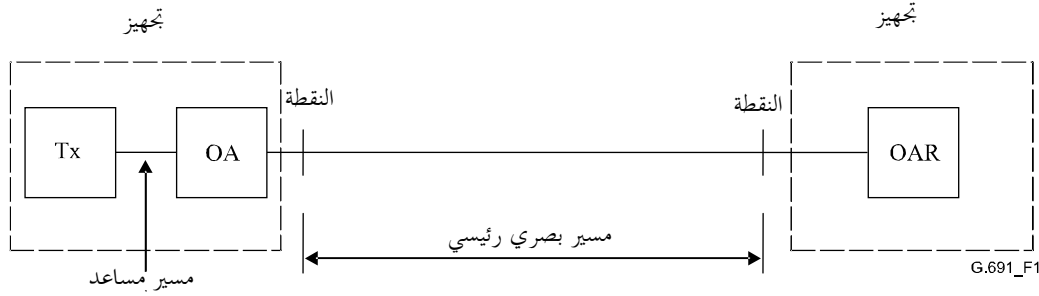 تجهيز
تجهيز
النقطة
النقطة
Tx
OA
OAR
مسير بصري رئيسي
مسير مساعد
G.691_F1